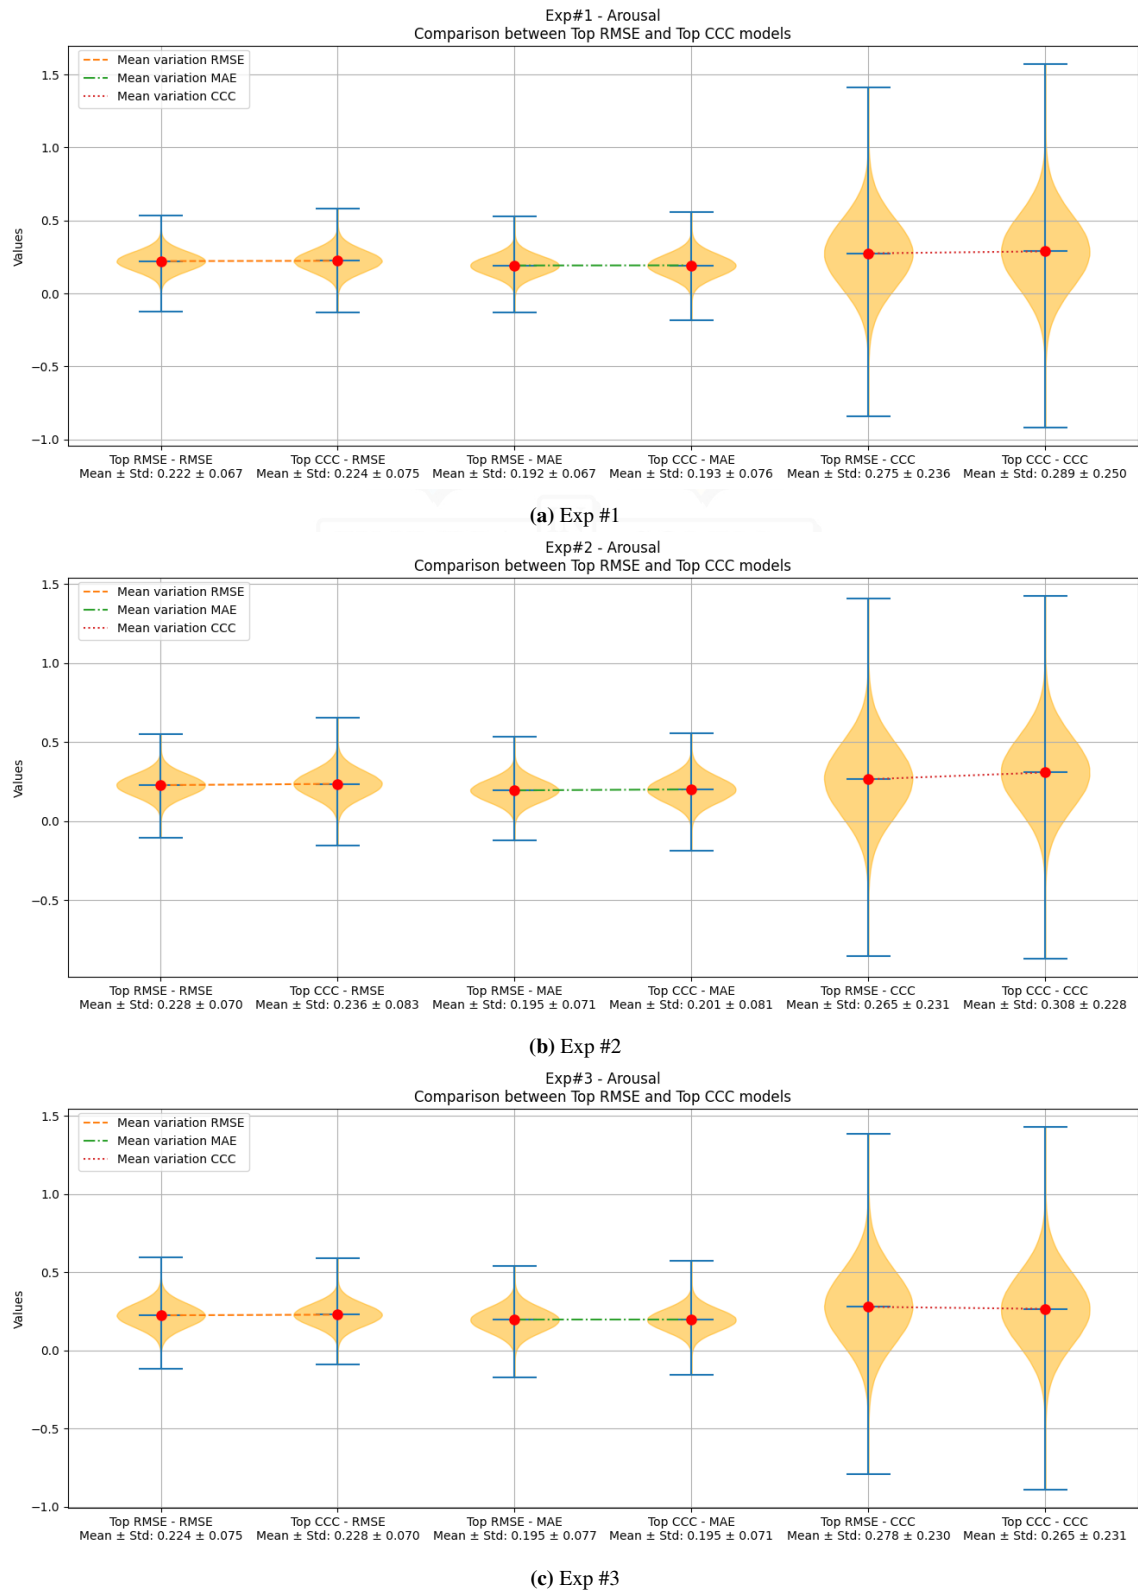 Exp#1 - Arousal
Comparison between Top RMSE and Top CCC models
Mean variation RMSE
Mean variation MAE
Mean variation CCC
1.5
1.0
0.5
0.0
−0.5
−1.0
Values
Top RMSE - RMSE Top CCC - RMSE Top RMSE - MAE Top CCC - MAE Top RMSE - CCC Top CCC - CCC
Mean ± Std: 0.222 ± 0.067 Mean ± Std: 0.224 ± 0.075 Mean ± Std: 0.192 ± 0.067 Mean ± Std: 0.193 ± 0.076 Mean ± Std: 0.275 ± 0.236 Mean ± Std: 0.289 ± 0.250
(a) Exp #1
Exp#2 - Arousal
Comparison between Top RMSE and Top CCC models
Mean variation RMSE
Mean variation MAE
Mean variation CCC
1.5
1.0
0.5
0.0
−0.5
Values
Top RMSE - RMSE Top CCC - RMSE Top RMSE - MAE Top CCC - MAE Top RMSE - CCC Top CCC - CCC
Mean ± Std: 0.228 ± 0.070 Mean ± Std: 0.236 ± 0.083 Mean ± Std: 0.195 ± 0.071 Mean ± Std: 0.201 ± 0.081 Mean ± Std: 0.265 ± 0.231 Mean ± Std: 0.308 ± 0.228
(b) Exp #2
Exp#3 - Arousal
Comparison between Top RMSE and Top CCC models
Mean variation RMSE
Mean variation MAE
Mean variation CCC
1.5
1.0
0.5
0.0
−0.5
−1.0
Values
Top RMSE - RMSE Top CCC - RMSE Top RMSE - MAE Top CCC - MAE Top RMSE - CCC Top CCC - CCC
Mean ± Std: 0.224 ± 0.075 Mean ± Std: 0.228 ± 0.070 Mean ± Std: 0.195 ± 0.077 Mean ± Std: 0.195 ± 0.071 Mean ± Std: 0.278 ± 0.230 Mean ± Std: 0.265 ± 0.231
(c) Exp #3